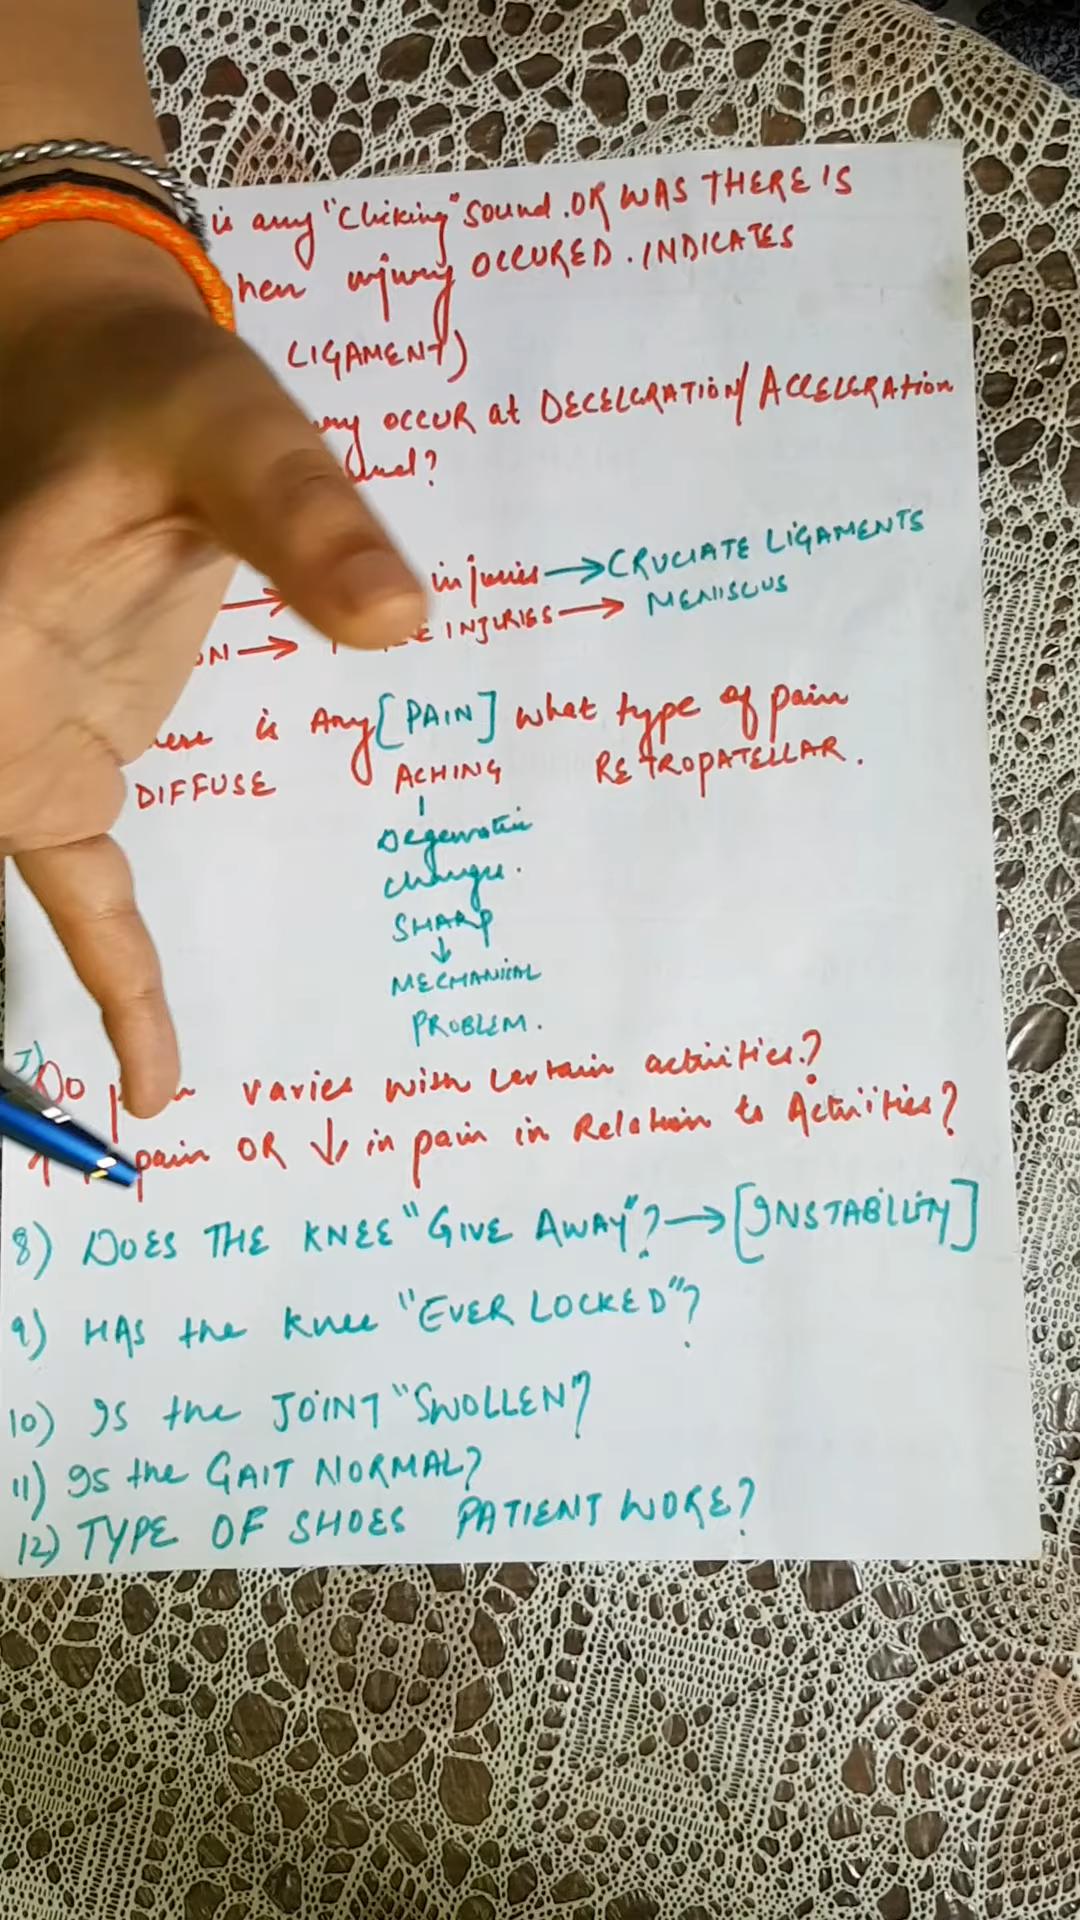 is any "Clicking" sound. OR WAS THERE IS
hen injury OCCURED. INDICATES
LIGAMENT)
OCCUR at DECELERATION/ACCELERATION
injuries → CRUCIATE LIGAMENTS
→ INJURIES → MENISCUS
is Any [PAIN] what type of pain
DIFFUSE ACHING RETROPATELLAR.
Degenratic
change.
SHARP
↓
MECHANICAL
PROBLEM.
7) Do varies with certain activities?
pain OR ↓ in pain in Relation to Activities?
8) DOES THE KNEE "GIVE AWAY"? → [INSTABILITY]
9) HAS the knee "EVER LOCKED"?
10) IS the JOINT "SWOLLEN"?
11) IS the GAIT NORMAL?
12) TYPE OF SHOES PATIENT WORE?